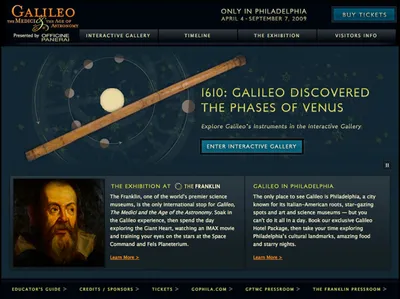 GALILEO
THE MEDICI & THE AGE OF ASTRONOMY
Presented by OFFICINE PANERAI
ONLY IN PHILADELPHIA
APRIL 4–SEPTEMBER 7, 2009
BUY TICKETS
INTERACTIVE GALLERY TIMELINE THE EXHIBITION VISITORS INFO
1610: GALILEO DISCOVERED
THE PHASES OF VENUS
Explore Galileo's Instruments in the Interactive Gallery
ENTER INTERACTIVE GALLERY
THE EXHIBITION AT THE FRANKLIN
The Franklin, one of the world's premier science
museums, is the only international stop for Galileo,
The Medici and the Age of Astronomy. Soak in
the Galileo experience, then spend the day
exploring the Giant Heart, watching an IMAX movie
and training your eyes on the stars at the Space
Command and Fels Planetarium.
Learn More >
GALILEO IN PHILADELPHIA
The only place to see Galileo is Philadelphia, a city
known for its Italian-American roots, star-gazing
spots and art and science museums — but you
can't do it all in a day. Book our exclusive Galileo
Hotel Package, then take your time exploring
Philadelphia's cultural landmarks, amazing food
and starry nights.
Learn More >
EDUCATOR'S GUIDE > CREDITS / SPONSORS > TICKETS > GOPHILA.COM > GPTMC PRESSROOM > THE FRANKLIN PRESSROOM >